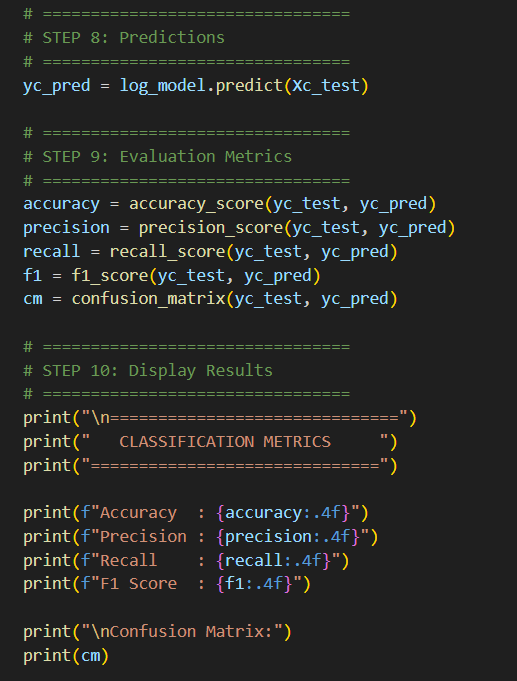 # ================================
# STEP 8: Predictions
# ================================
yc_pred = log_model.predict(Xc_test)
# ================================
# STEP 9: Evaluation Metrics
# ================================
accuracy = accuracy_score(yc_test, yc_pred)
precision = precision_score(yc_test, yc_pred)
recall = recall_score(yc_test, yc_pred)
f1 = f1_score(yc_test, yc_pred)
cm = confusion_matrix(yc_test, yc_pred)
# ================================
# STEP 10: Display Results
# ================================
print("\n==============================")
print("   CLASSIFICATION METRICS     ")
print("==============================")
print(f"Accuracy  : {accuracy:.4f}")
print(f"Precision : {precision:.4f}")
print(f"Recall    : {recall:.4f}")
print(f"F1 Score  : {f1:.4f}")
print("\nConfusion Matrix:")
print(cm)